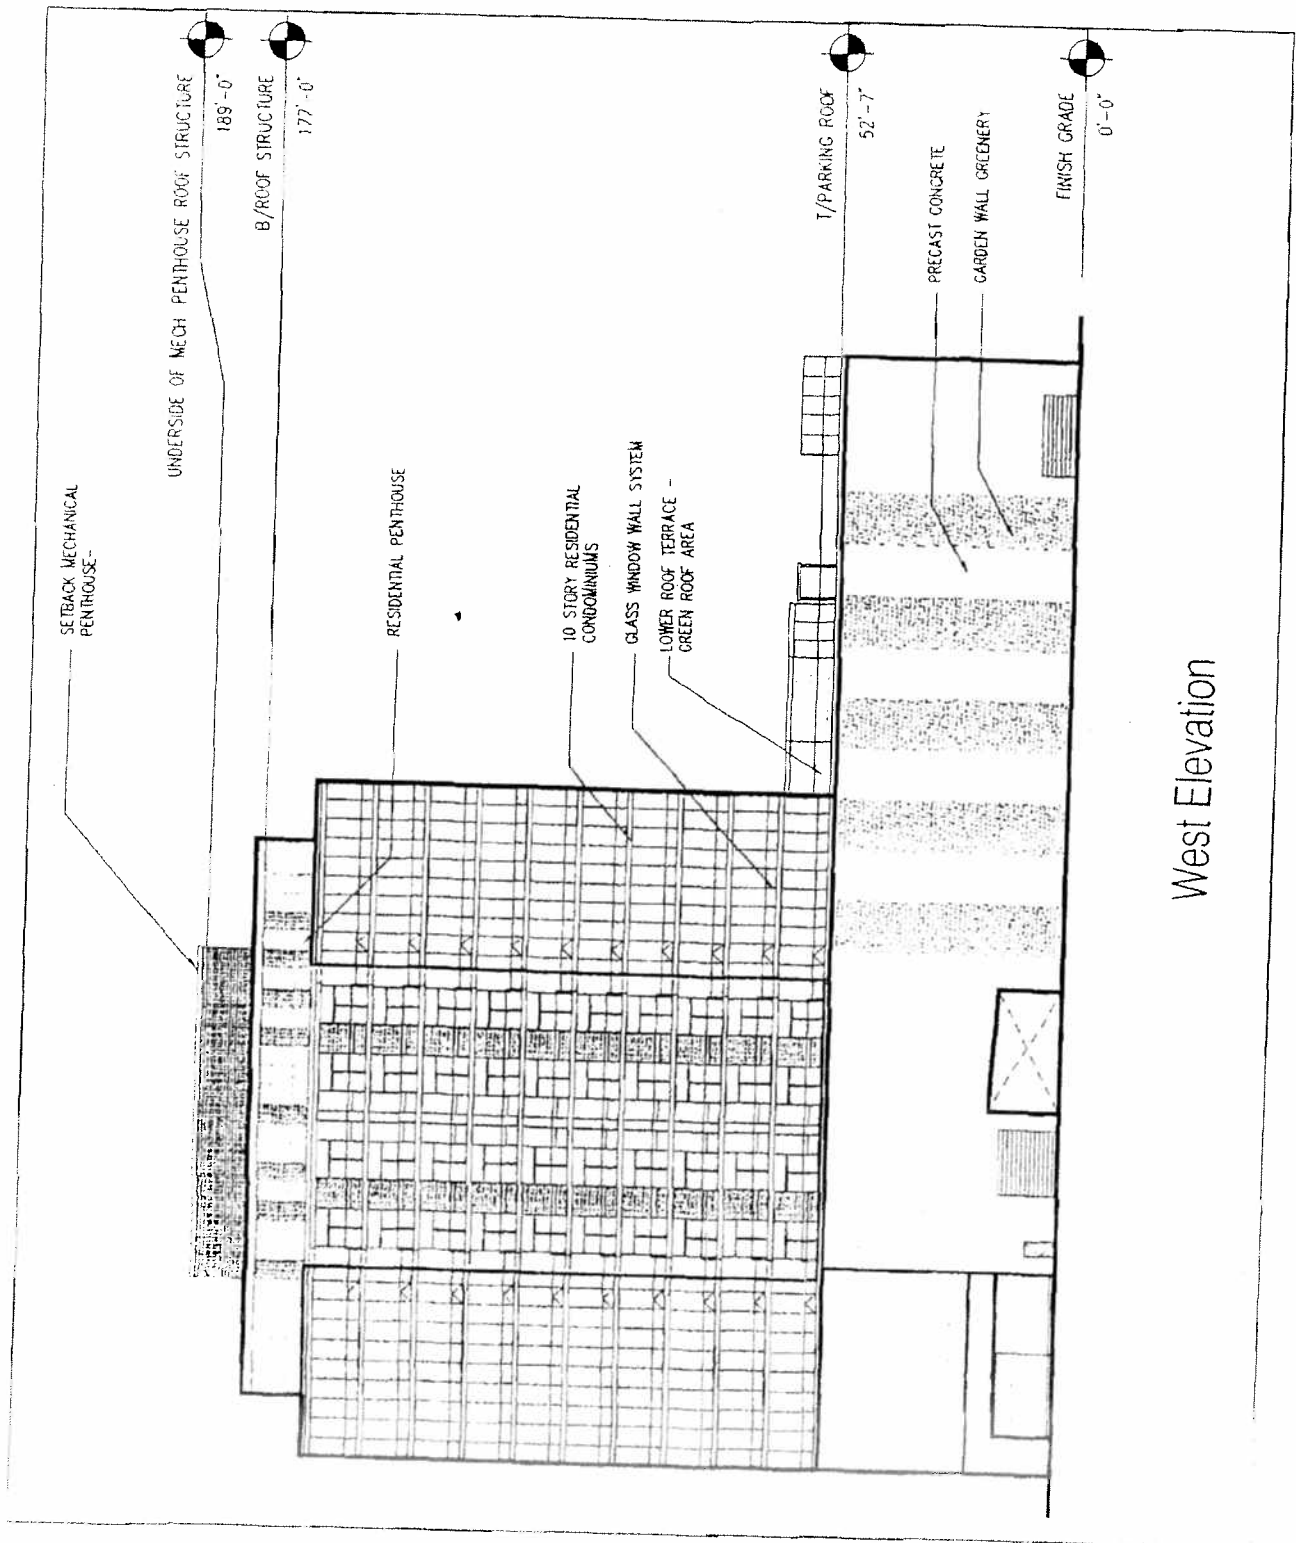 SETBACK MECHANICAL
PENTHOUSE-
UNDERSIDE OF MECH PENTHOUSE ROOF STRUCTURE
189'-0"
B/ROOF STRUCTURE
177'-0"
RESIDENTIAL PENTHOUSE
10 STORY RESIDENTIAL
CONDOMINIUMS
GLASS WINDOW WALL SYSTEM
LOWER ROOF TERRACE -
GREEN ROOF AREA
T/PARKING ROOF
52'-7"
PRECAST CONCRETE
GARDEN WALL GREENERY
FINISH GRADE
0'-0"
West Elevation